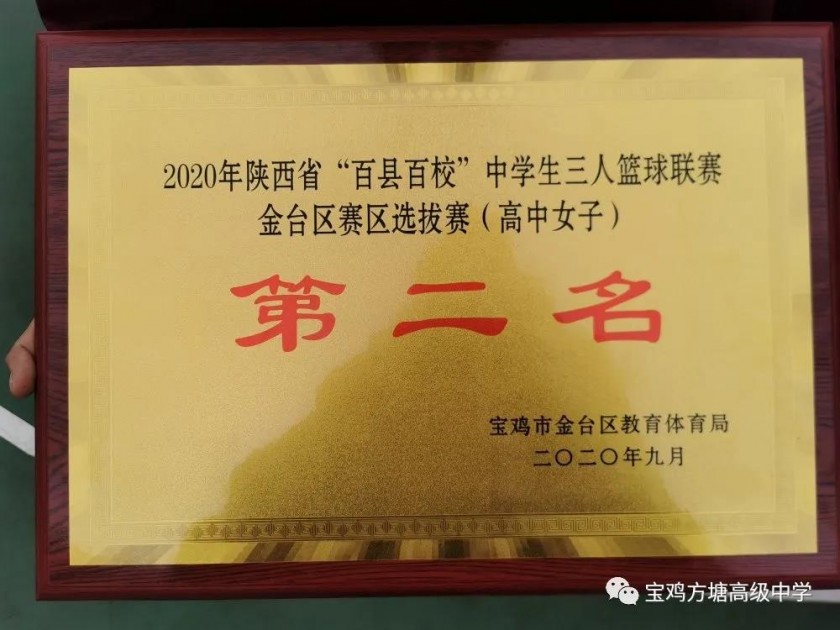 2020年陕西省“百县百校”中学生三人篮球联赛
金台区赛区选拔赛（高中女子）
第二名
宝鸡市金台区教育体育局
二〇二〇年九月
宝鸡方塘高级中学